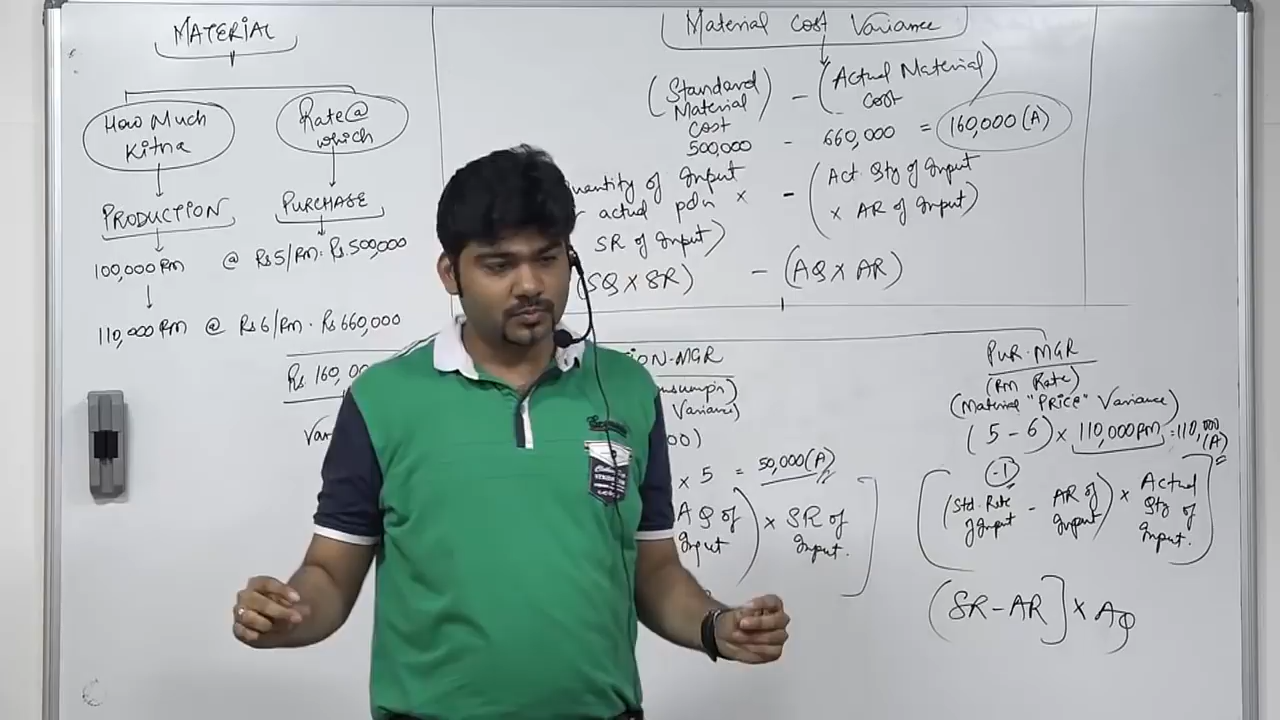 MATERIAL
How Much
Kitna
Rate@
which
PRODUCTION
PURCHASE
100,000 RM @ Rs 5/RM · Rs. 500,000
110,000 RM @ Rs 6/RM · Rs 660,000
Rs. 160,00
Var
Material Cost Variance
(Standard Material Cost) - (Actual Material Cost)
500,000 - 660,000 = 160,000 (A)
uantity of Input
actual pdn ×
SR of Input)
- (Act. Qty of Input
× AR of Input)
SQ × SR) - (AQ × AR)
ION-MGR
Variance)
00)
× 5 = 50,000 (A)
AQ of Input) × SR of Input.]
PUR. MGR
(RM Rate)
(Material "PRICE" Variance)
(5 - 6) × 110,000 RM = 110,000 (A)
-1
[(Std. Rate of Input - AR of Input) × Actual Qty of Input.] =
(SR - AR] × AQ